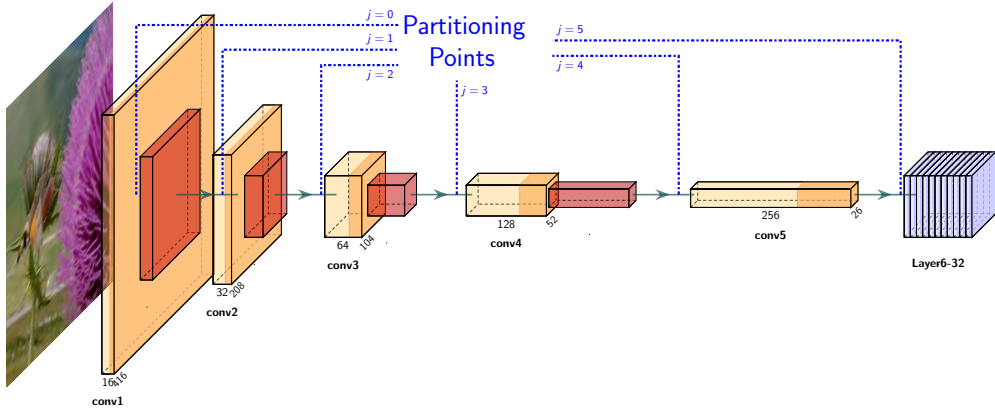 j = 0
Partitioning
Points
j = 1
j = 2
j = 3
j = 5
j = 4
16
416
conv1
32
208
conv2
64
104
conv3
128
52
conv4
256
26
conv5
Layer6-32